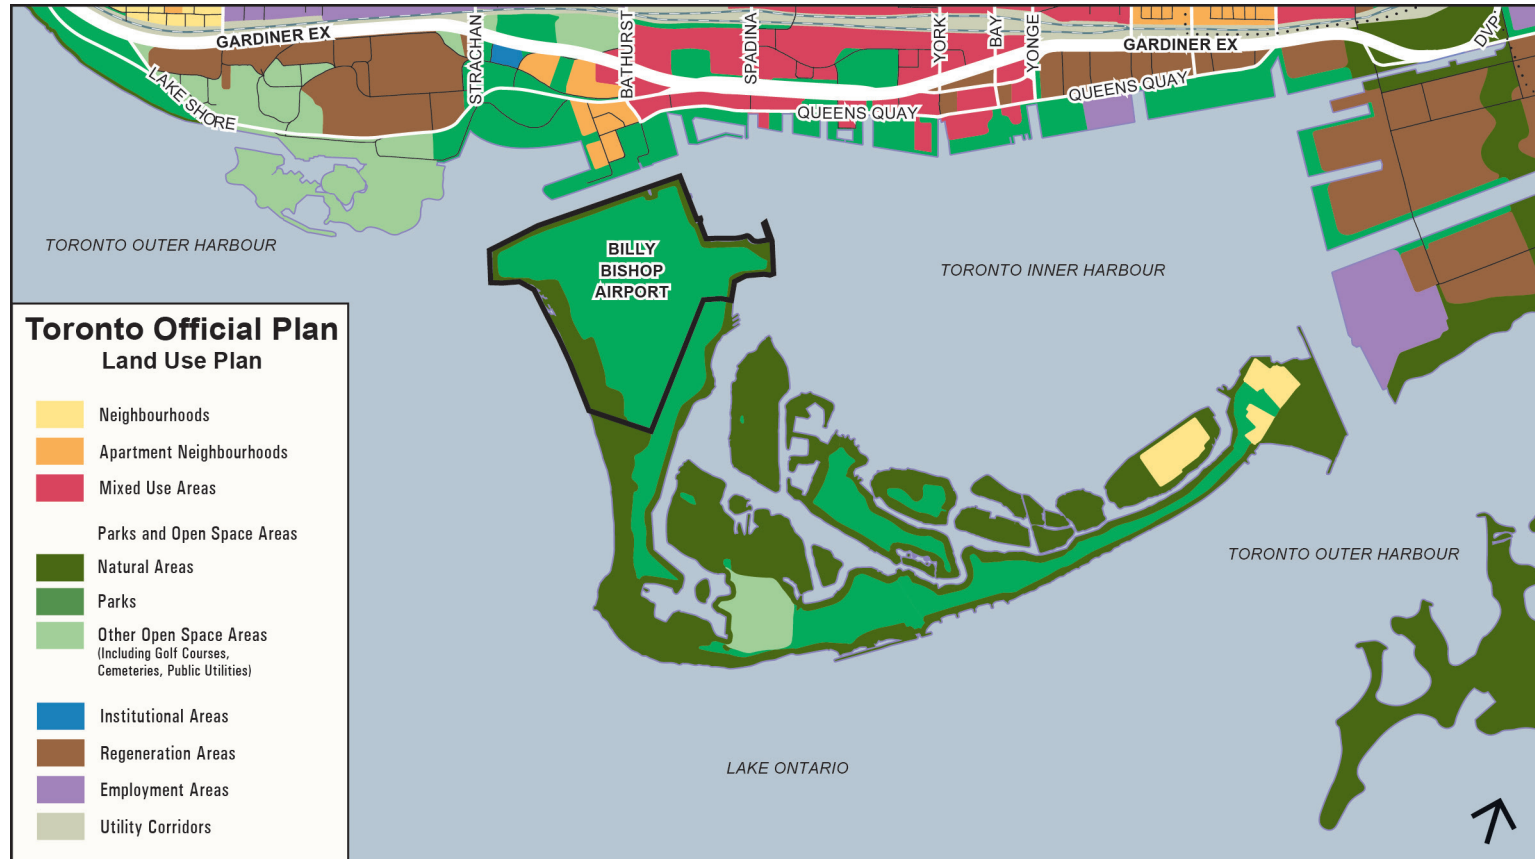 GARDINER EX
STRACHAN
BATHURST
SPADINA
YORK
BAY
YONGE
GARDINER EX
DVP
LAKE SHORE
QUEENS QUAY
QUEENS QUAY
TORONTO OUTER HARBOUR
BILLY
BISHOP
AIRPORT
TORONTO INNER HARBOUR
Toronto Official Plan
Land Use Plan
Neighbourhoods
Apartment Neighbourhoods
Mixed Use Areas
Parks and Open Space Areas
Natural Areas
Parks
Other Open Space Areas
(Including Golf Courses,
Cemeteries, Public Utilities)
Institutional Areas
Regeneration Areas
Employment Areas
Utility Corridors
TORONTO OUTER HARBOUR
LAKE ONTARIO